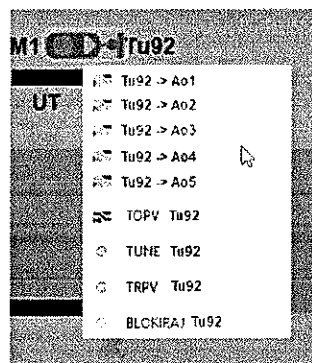 M1 Tu92
UT
Tu92 -> Ao1
Tu92 -> Ao2
Tu92 -> Ao3
Tu92 -> Ao4
Tu92 -> Ao5
TOPV Tu92
TUNE Tu92
TRPV Tu92
BLOKIRAJ Tu92